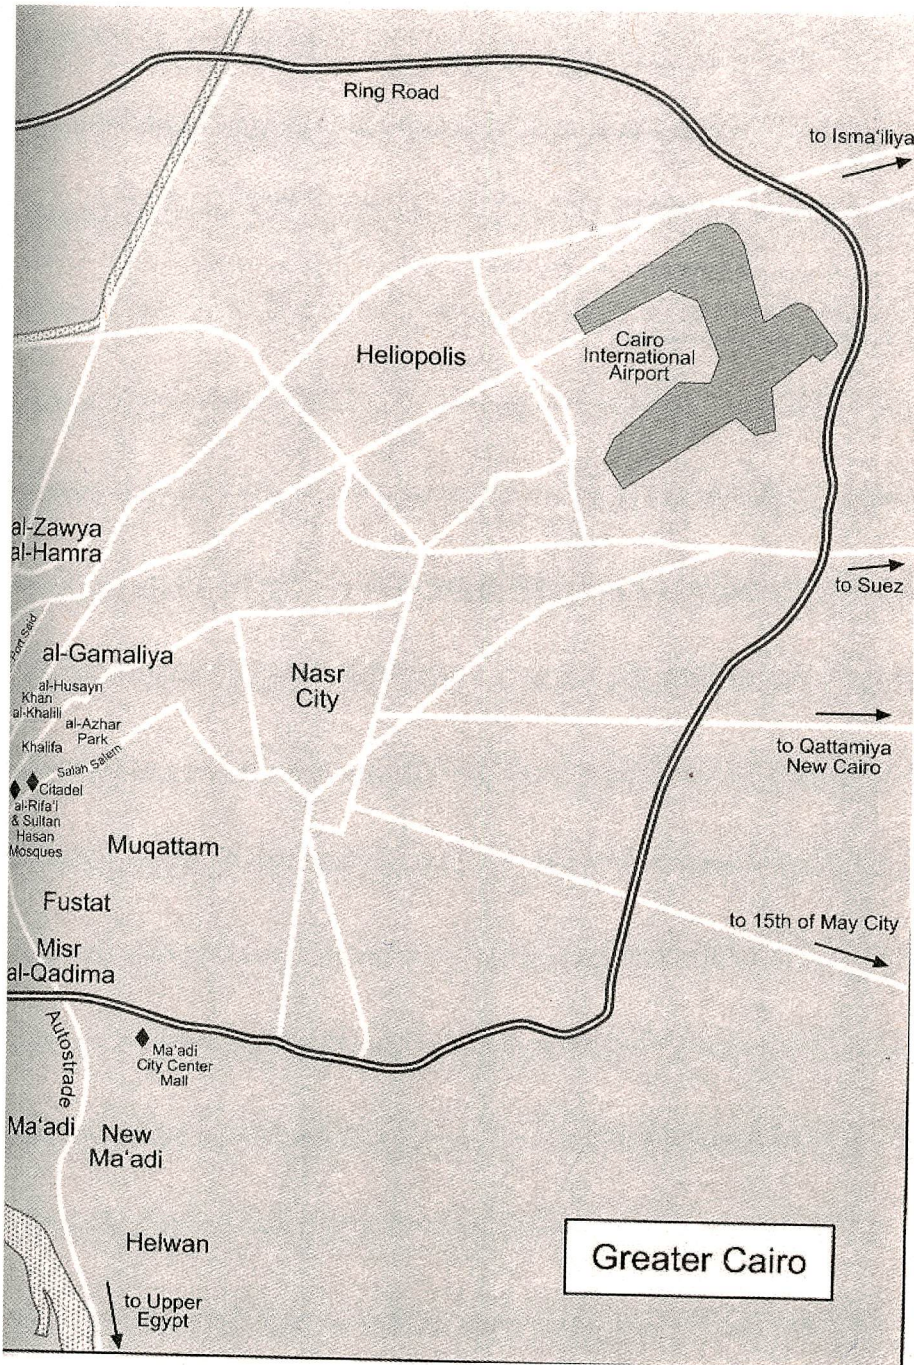 Ring Road
to Isma‘iliya
Heliopolis
Cairo
International
Airport
al-Zawya
al-Hamra
to Suez
Port Said
al-Gamaliya
Nasr
City
al-Husayn
Khan
al-Khalili
al-Azhar
Park
Khalifa
Salah Salem
to Qattamiya
New Cairo
Citadel
al-Rifa‘i
& Sultan
Hasan
Mosques
Muqattam
Fustat
to 15th of May City
Misr
al-Qadima
Autostrade
Ma‘adi
City Center
Mall
Ma‘adi
New
Ma‘adi
Helwan
Greater Cairo
to Upper
Egypt